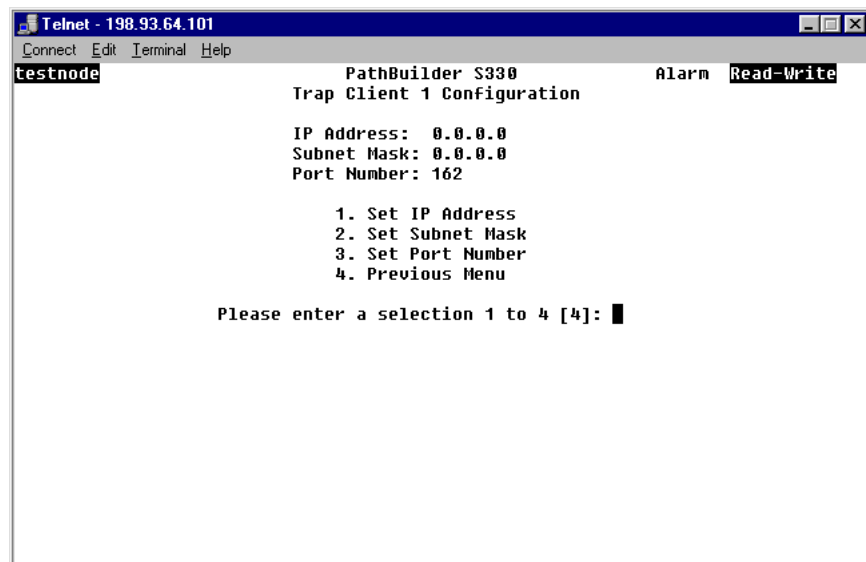 Telnet - 198.93.64.101
Connect Edit Terminal Help
testnode PathBuilder S330 Alarm Read-Write
Trap Client 1 Configuration
IP Address: 0.0.0.0
Subnet Mask: 0.0.0.0
Port Number: 162
1. Set IP Address
2. Set Subnet Mask
3. Set Port Number
4. Previous Menu
Please enter a selection 1 to 4 [4]: